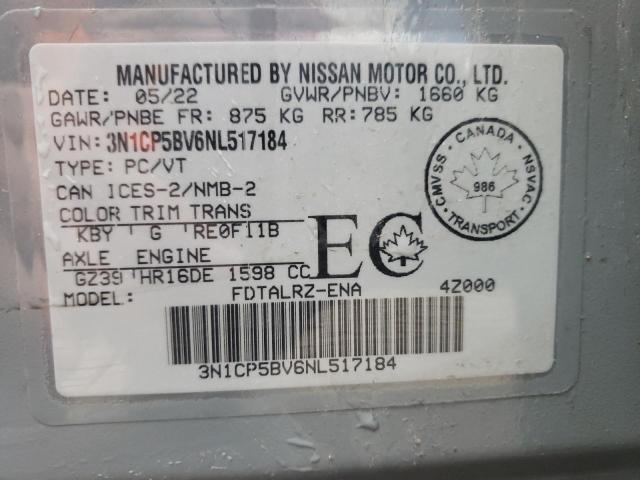 MANUFACTURED BY NISSAN MOTOR CO., LTD.
DATE: 05/22 GVWR/PNBV: 1660 KG
GAWR/PNBE FR: 875 KG RR: 785 KG
VIN: 3N1CP5BV6NL517184
TYPE: PC/VT
CAN ICES-2/NMB-2
COLOR TRIM TRANS
KBY G RE0F11B
AXLE ENGINE
GZ39 HR16DE 1598 CC
MODEL: FDTALRZ-ENA 4Z000
EC
CANADA
CMVSS 986 NSVAC
TRANSPORT
3N1CP5BV6NL517184